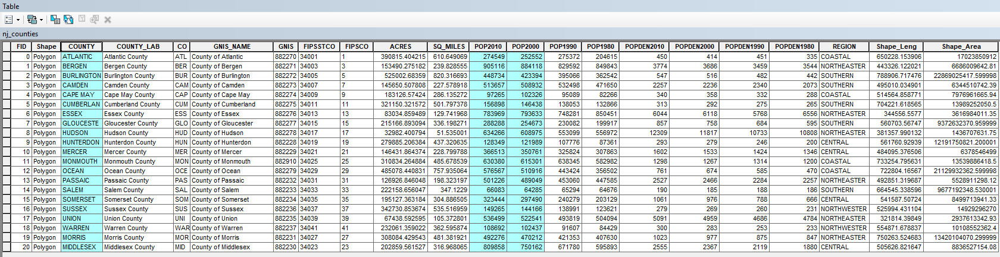 Table
nj_counties
FID Shape COUNTY COUNTY_LAB CO GNIS_NAME GNIS FIPSSTCO FIPSCO ACRES SQ_MILES POP2010 POP2000 POP1990 POP1980 POPDEN2010 POPDEN2000 POPDEN1990 POPDEN1980 REGION Shape_Leng Shape_Area
0 Polygon ATLANTIC Atlantic County ATL County of Atlantic 882270 34001 1 390815.404215 610.649069 274549 252552 275372 204615 450 414 451 335 COASTAL 650228.153906 17023850912
1 Polygon BERGEN Bergen County BER County of Bergen 882271 34003 3 153490.275182 239.828555 905116 884118 829592 849843 3774 3686 3459 3544 NORTHEASTER 443326.122021 6686009642.81
2 Polygon BURLINGTON Burlington County BUR County of Burlington 882272 34005 5 525002.68359 820.316693 448734 423394 395066 362542 547 516 482 442 SOUTHERN 788906.717476 22869025417.599998
3 Polygon CAMDEN Camden County CAM County of Camden 882273 34007 7 145650.507808 227.578918 513657 508932 532498 471650 2257 2236 2340 2073 SOUTHERN 495010.034901 6344510742.39
4 Polygon CAPE MAY Cape May County CAP County of Cape May 882274 34009 9 183126.57424 286.135272 97265 102326 95089 82266 340 358 332 288 COASTAL 514564.858771 7976961665.94
5 Polygon CUMBERLAN Cumberland County CUM County of Cumberland 882275 34011 11 321150.321572 501.797378 156898 146438 138053 132866 313 292 275 265 SOUTHERN 704221.618565 13989252050.5
6 Polygon ESSEX Essex County ESS County of Essex 882276 34013 13 83034.859489 129.741968 783969 793633 748281 850451 6044 6118 5768 6556 NORTHEASTER 344556.5577 3616984011.35
7 Polygon GLOUCESTE Gloucester County GLO County of Gloucester 882277 34015 15 215166.893094 336.198271 288288 254673 230082 199917 857 758 684 595 SOUTHERN 560703.56747 9372632370.959999
8 Polygon HUDSON Hudson County HUD County of Hudson 882278 34017 17 32982.400794 51.535001 634266 608975 553099 556972 12309 11817 10733 10808 NORTHEASTER 381357.990132 1436707631.75
9 Polygon HUNTERDON Hunterdon County HUN County of Hunterdon 882228 34019 19 279885.206384 437.320635 128349 121989 107776 87361 293 279 246 200 CENTRAL 561760.92939 12191750821.200001
10 Polygon MERCER Mercer County MER County of Mercer 882229 34021 21 146431.864374 228.799788 366513 350761 325824 307863 1602 1533 1424 1346 CENTRAL 484095.376506 6378546499
11 Polygon MONMOUTH Monmouth County MON County of Monmouth 882910 34025 25 310834.264884 485.678539 630380 615301 638345 582982 1298 1267 1314 1200 COASTAL 733254.795631 13539886418.5
12 Polygon OCEAN Ocean County OCE County of Ocean 882279 34029 29 485078.440831 757.935064 576567 510916 443424 356502 761 674 585 470 COASTAL 722804.16567 21129932362.599998
13 Polygon PASSAIC Passaic County PAS County of Passaic 882232 34031 31 126926.846048 198.323197 501226 489049 453060 447585 2527 2466 2284 2257 NORTHEASTER 492851.319687 5528911298.12
14 Polygon SALEM Salem County SAL County of Salem 882233 34033 33 222158.656047 347.1229 66083 64285 65294 64676 190 185 188 186 SOUTHERN 664545.338596 9677192348.530001
15 Polygon SOMERSET Somerset County SOM County of Somerset 882234 34035 35 195127.363184 304.886505 323444 297490 240279 203129 1061 976 788 666 CENTRAL 541587.50724 8499713941.33
16 Polygon SUSSEX Sussex County SUS County of Sussex 882236 34037 37 342730.853674 535.516959 149265 144166 138991 123621 279 269 260 231 NORTHWESTER 525994.431104 14929296270
17 Polygon UNION Union County UNI County of Union 882235 34039 39 67438.592595 105.372801 536499 522541 493819 504094 5091 4959 4686 4784 NORTHEASTER 321814.39849 2937613342.93
18 Polygon WARREN Warren County WAR County of Warren 882237 34041 41 232061.359022 362.595874 108692 102437 91607 84429 300 283 253 233 NORTHWESTER 554871.678837 10108552362.4
19 Polygon MORRIS Morris County MOR County of Morris 882231 34027 27 308084.429543 481.381921 492276 470212 421353 407630 1023 977 875 847 NORTHWESTER 750263.524683 13420104070.299999
20 Polygon MIDDLESEX Middlesex County MID County of Middlesex 882230 34023 23 202859.561527 316.968065 809858 750162 671780 595893 2555 2367 2119 1880 CENTRAL 505626.821647 8836527154.08